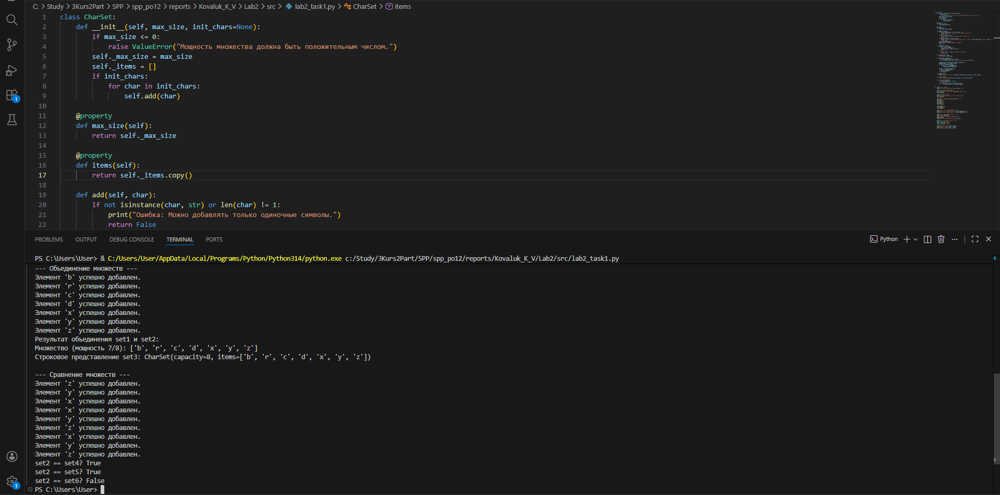 C: > Study > 3Kurs2Part > SPP > spp_po12 > reports > Kovaluk_K_V > Lab2 > src > lab2_task1.py > CharSet > items
1 class CharSet:
2 def __init__(self, max_size, init_chars=None):
3 if max_size <= 0:
4 raise ValueError("Мощность множества должна быть положительным числом.")
5 self._max_size = max_size
6 self._items = []
7 if init_chars:
8 for char in init_chars:
9 self.add(char)
10
11 @property
12 def max_size(self):
13 return self._max_size
14
15 @property
16 def items(self):
17 return self._items.copy()
18
19 def add(self, char):
20 if not isinstance(char, str) or len(char) != 1:
21 print("Ошибка: Можно добавлять только одиночные символы.")
22 return False
PROBLEMS OUTPUT DEBUG CONSOLE TERMINAL PORTS Python
PS C:\Users\User> & C:/Users/User/AppData/Local/Programs/Python/Python314/python.exe c:/Study/3Kurs2Part/SPP/spp_po12/reports/Kovaluk_K_V/Lab2/src/lab2_task1.py
--- Объединение множеств ---
Элемент 'b' успешно добавлен.
Элемент 'r' успешно добавлен.
Элемент 'c' успешно добавлен.
Элемент 'd' успешно добавлен.
Элемент 'x' успешно добавлен.
Элемент 'y' успешно добавлен.
Элемент 'z' успешно добавлен.
Результат объединения set1 и set2:
Множество (мощность 7/8): ['b', 'r', 'c', 'd', 'x', 'y', 'z']
Строковое представление set3: CharSet(capacity=8, items=['b', 'r', 'c', 'd', 'x', 'y', 'z'])
--- Сравнение множеств ---
Элемент 'z' успешно добавлен.
Элемент 'y' успешно добавлен.
Элемент 'x' успешно добавлен.
Элемент 'x' успешно добавлен.
Элемент 'y' успешно добавлен.
Элемент 'z' успешно добавлен.
Элемент 'x' успешно добавлен.
Элемент 'y' успешно добавлен.
Элемент 'z' успешно добавлен.
set2 == set4? True
set2 == set5? True
set2 == set6? False
PS C:\Users\User>
1
1